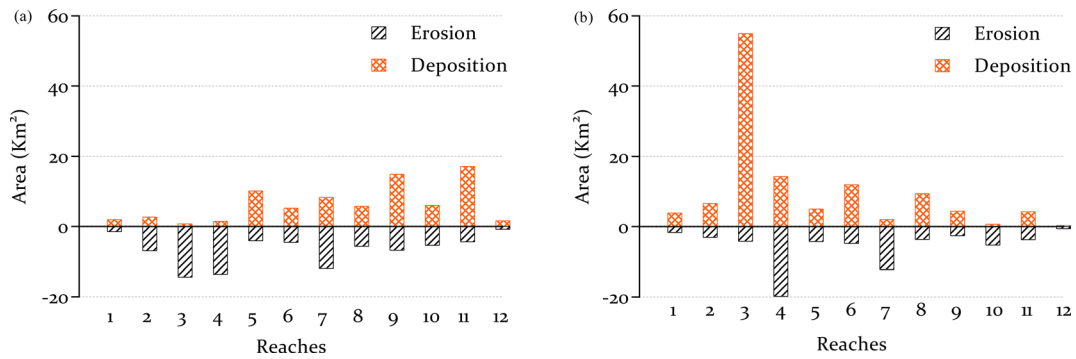 (a)
60
40
20
0
-20
Area (Km²)
Erosion
Deposition
1 2 3 4 5 6 7 8 9 10 11 12
Reaches
(b)
60
40
20
0
-20
Area (Km²)
Erosion
Deposition
1 2 3 4 5 6 7 8 9 10 11 12
Reaches